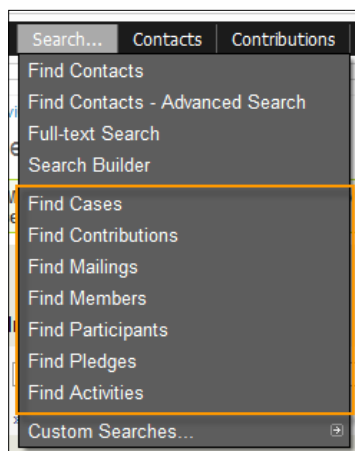 Search... Contacts Contributions
Find Contacts
Find Contacts - Advanced Search
Full-text Search
Search Builder
Find Cases
Find Contributions
Find Mailings
Find Members
Find Participants
Find Pledges
Find Activities
Custom Searches...